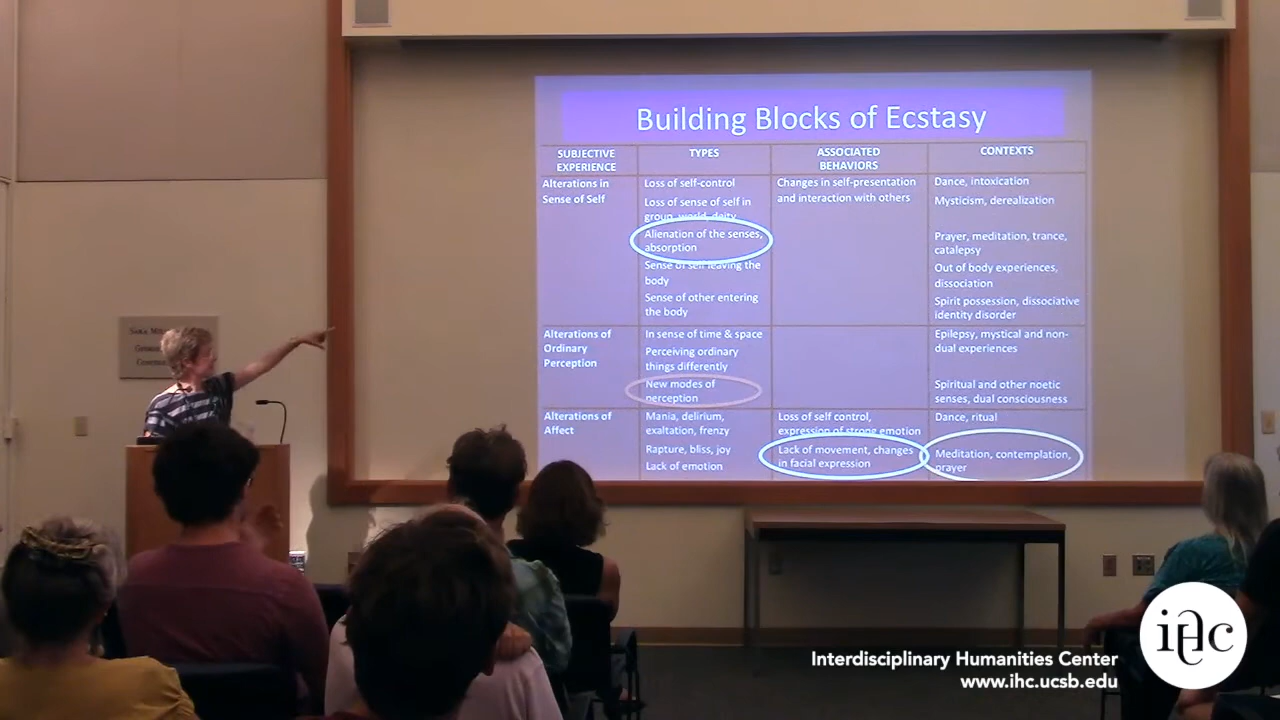 Building Blocks of Ecstasy
SUBJECTIVE
EXPERIENCE
TYPES
ASSOCIATED
BEHAVIORS
CONTEXTS
Alterations in
Sense of Self
Loss of self-control
Loss of sense of self in
group, world, deity
Alienation of the senses,
absorption
Sense of self leaving the
body
Sense of other entering
the body
Changes in self-presentation
and interaction with others
Dance, intoxication
Mysticism, derealization
Prayer, meditation, trance,
catalepsy
Out of body experiences,
dissociation
Spirit possession, dissociative
identity disorder
Alterations of
Ordinary
Perception
In sense of time & space
Perceiving ordinary
things differently
New modes of
perception
Epilepsy, mystical and non-
dual experiences
Spiritual and other noetic
senses, dual consciousness
Alterations of
Affect
Mania, delirium,
exaltation, frenzy
Rapture, bliss, joy
Lack of emotion
Loss of self control,
expression of strong emotion
Lack of movement, changes
in facial expression
Dance, ritual
Meditation, contemplation,
prayer
ihc
Interdisciplinary Humanities Center
www.ihc.ucsb.edu